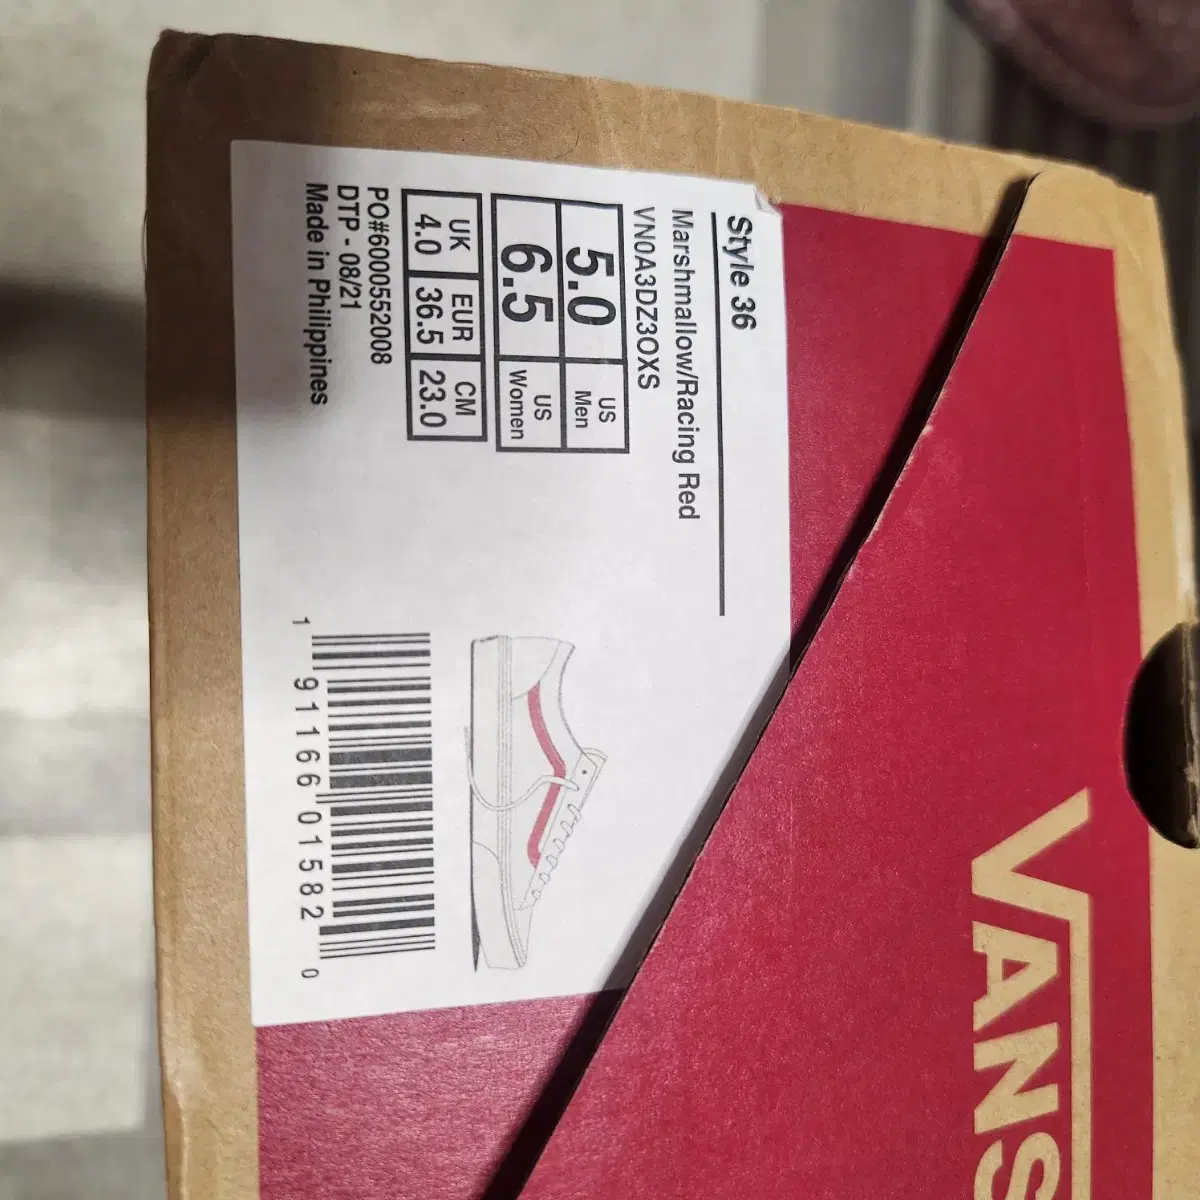 Style 36
Marshmallow/Racing Red
VN0A3DZ3OXS
5.0 US Men
6.5 US Women
UK EUR CM
4.0 36.5 23.0
PO#6000552008
DTP - 08/21
Made in Philippines
1 91166 01582 0
VANS